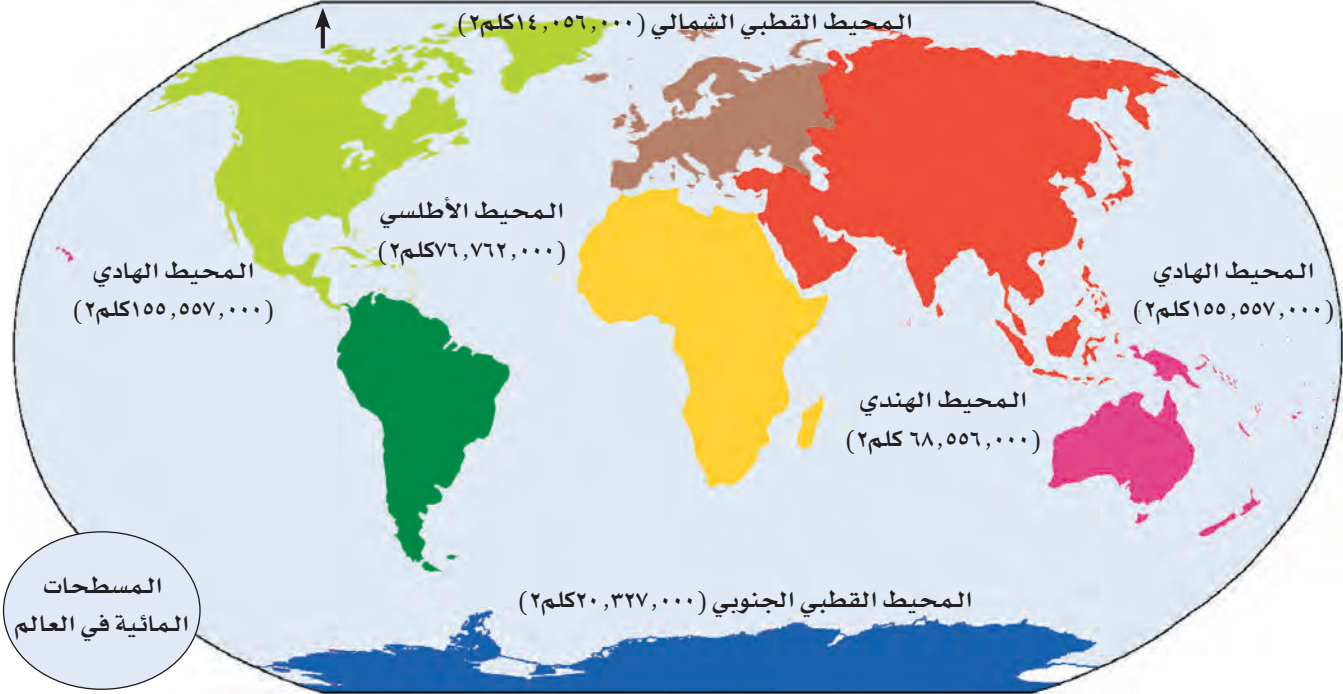 المحيط القطبي الشمالي (١٤,٠٥٦,٠٠٠كلم٢)
المحيط الأطلسي
(٧٦,٧٦٢,٠٠٠كلم٢)
المحيط الهادي
(١٥٥,٥٥٧,٠٠٠كلم٢)
المحيط الهادي
(١٥٥,٥٥٧,٠٠٠كلم٢)
المحيط الهندي
(٦٨,٥٥٦,٠٠٠ كلم٢)
المحيط القطبي الجنوبي (٢٠,٣٢٧,٠٠٠كلم٢)
المسطحات
المائية في العالم